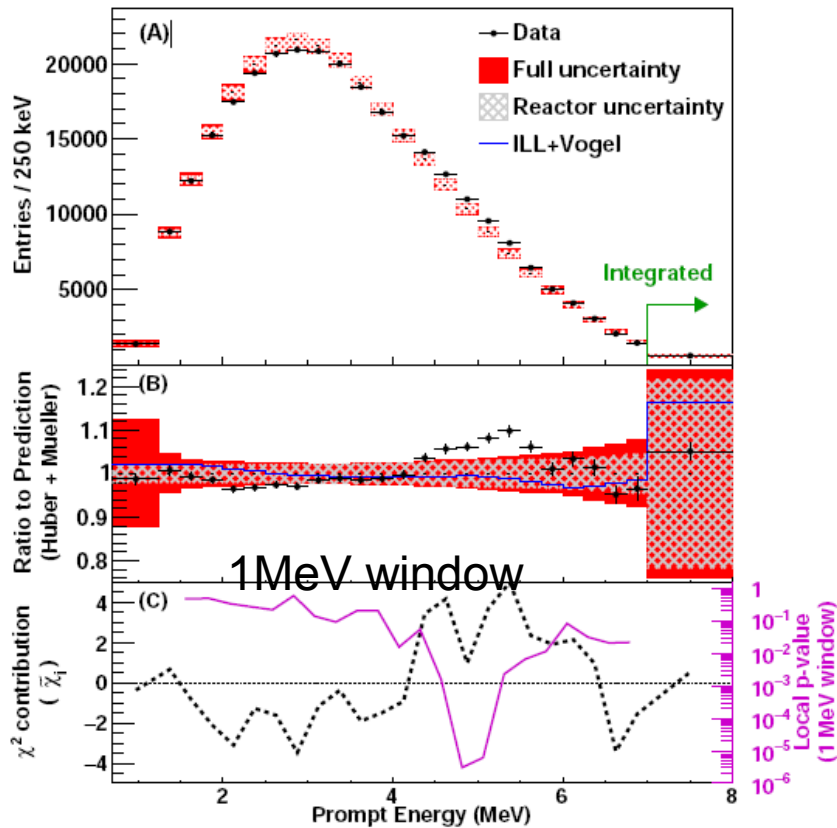 (A)
Data
Full uncertainty
Reactor uncertainty
ILL+Vogel
Integrated
Entries / 250 keV
20000
15000
10000
5000
(B)
Ratio to Prediction
(Huber + Mueller)
1.2
1.1
1
0.9
0.8
1MeV window
(C)
χ² contribution
( χ̃ᵢ )
4
2
0
−2
−4
1
10⁻¹
10⁻²
10⁻³
10⁻⁴
10⁻⁵
10⁻⁶
Local p-value
(1 MeV window)
2
4
6
8
Prompt Energy (MeV)